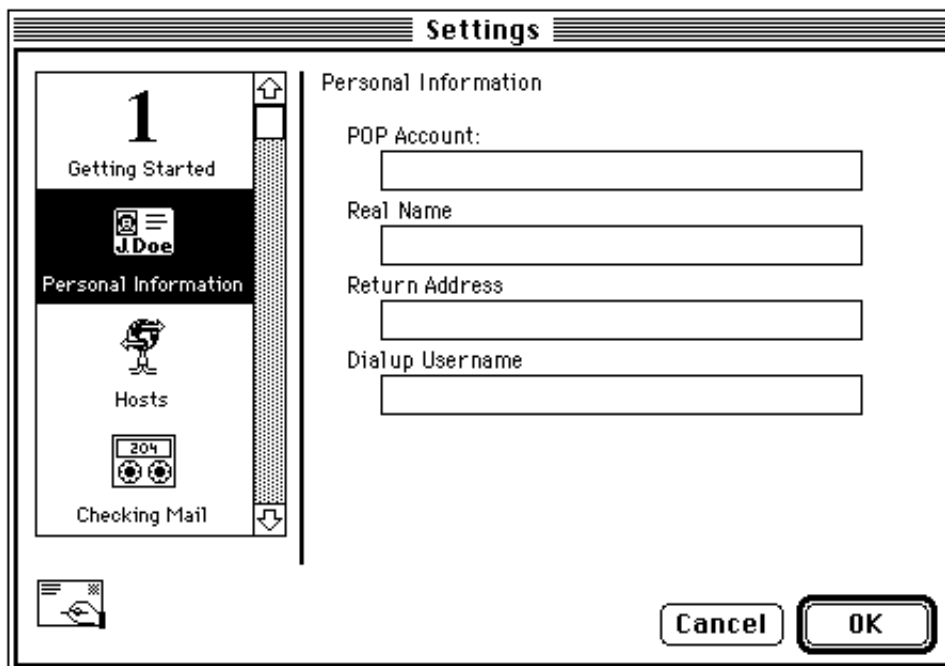 Settings
1
Getting Started
J.Doe
Personal Information
Hosts
204
Checking Mail
Personal Information
POP Account:
Real Name
Return Address
Dialup Username
Cancel
OK